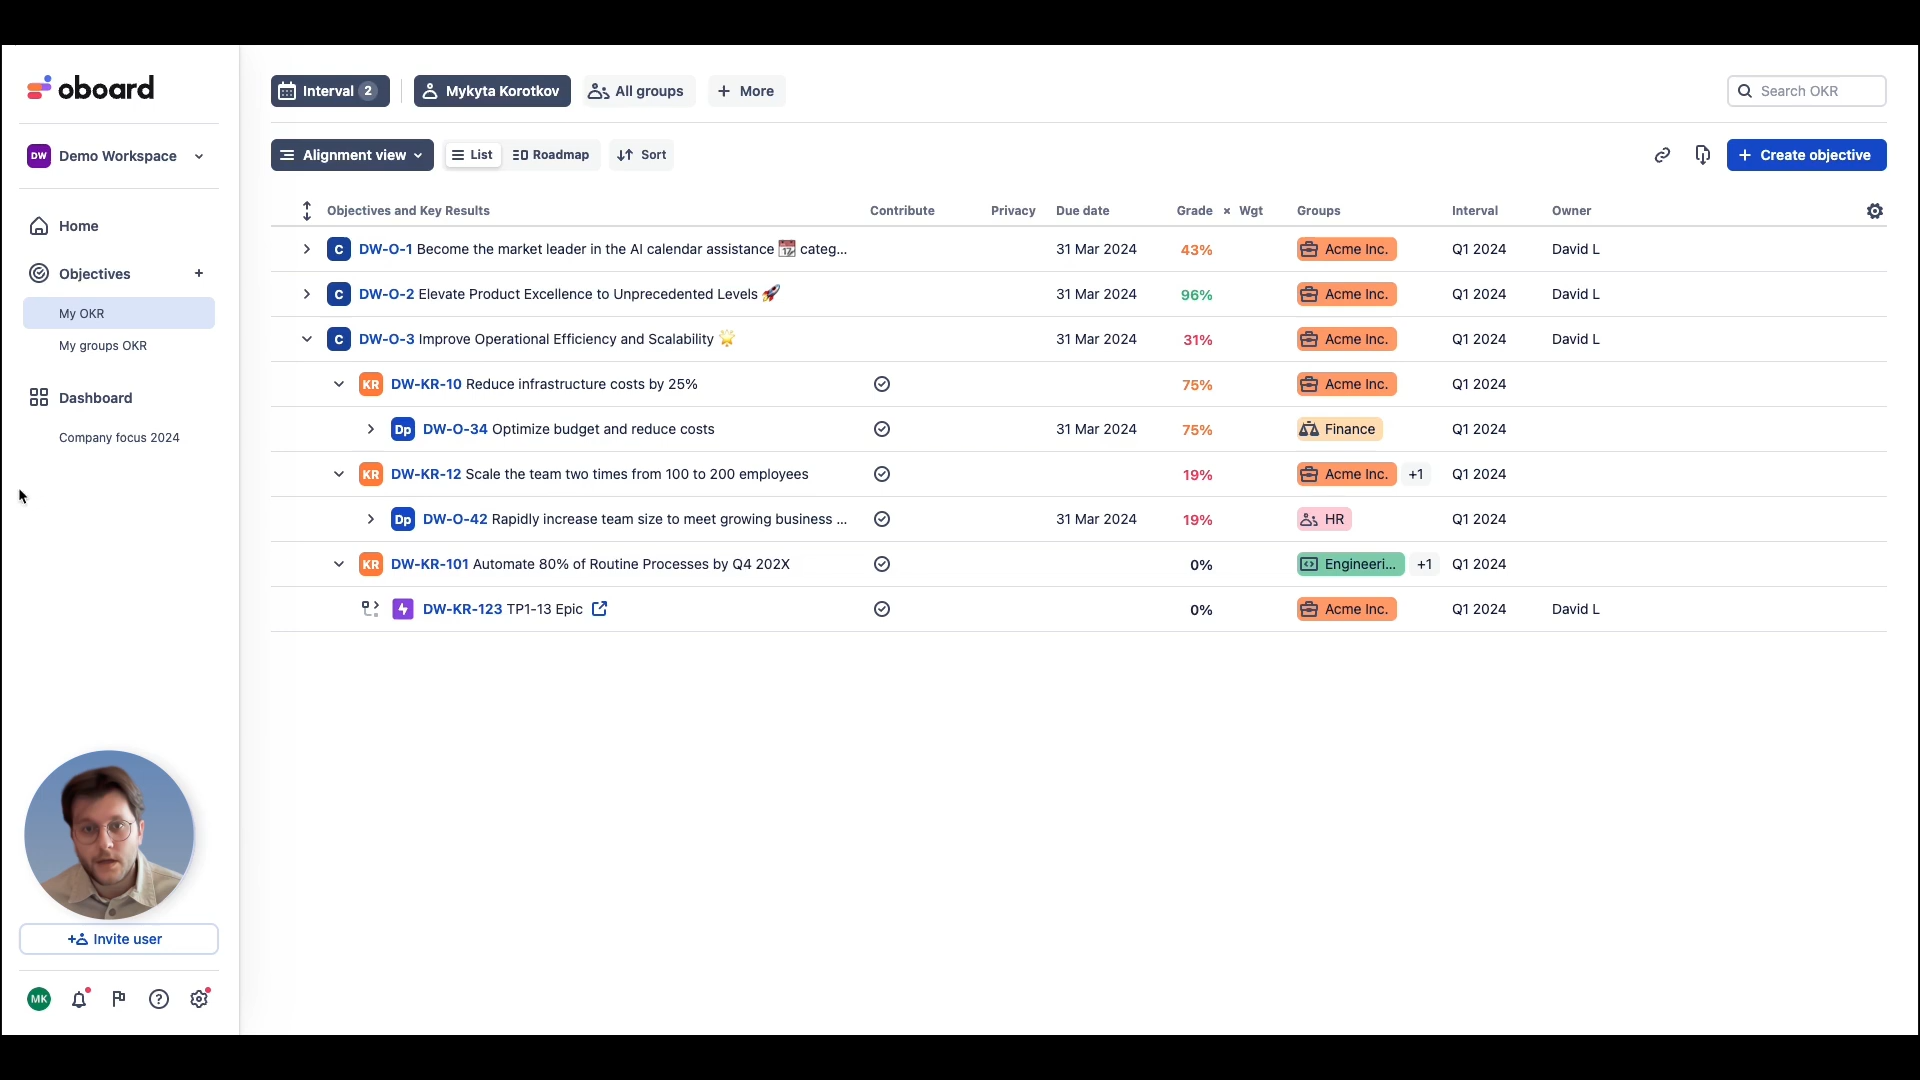 oboard
Interval 2 Mykyta Korotkov All groups + More Search OKR
DW Demo Workspace
Alignment view List Roadmap Sort + Create objective
Home
Objectives +
My OKR
My groups OKR
Dashboard
Company focus 2024
Objectives and Key Results Contribute Privacy Due date Grade × Wgt Groups Interval Owner
C DW-O-1 Become the market leader in the AI calendar assistance 📆 categ... 31 Mar 2024 43% Acme Inc. Q1 2024 David L
C DW-O-2 Elevate Product Excellence to Unprecedented Levels 🚀 31 Mar 2024 96% Acme Inc. Q1 2024 David L
C DW-O-3 Improve Operational Efficiency and Scalability 🌟 31 Mar 2024 31% Acme Inc. Q1 2024 David L
KR DW-KR-10 Reduce infrastructure costs by 25% 75% Acme Inc. Q1 2024
Dp DW-O-34 Optimize budget and reduce costs 31 Mar 2024 75% Finance Q1 2024
KR DW-KR-12 Scale the team two times from 100 to 200 employees 19% Acme Inc. +1 Q1 2024
Dp DW-O-42 Rapidly increase team size to meet growing business ... 31 Mar 2024 19% HR Q1 2024
KR DW-KR-101 Automate 80% of Routine Processes by Q4 202X 0% Engineeri... +1 Q1 2024
DW-KR-123 TP1-13 Epic 0% Acme Inc. Q1 2024 David L
Invite user
MK